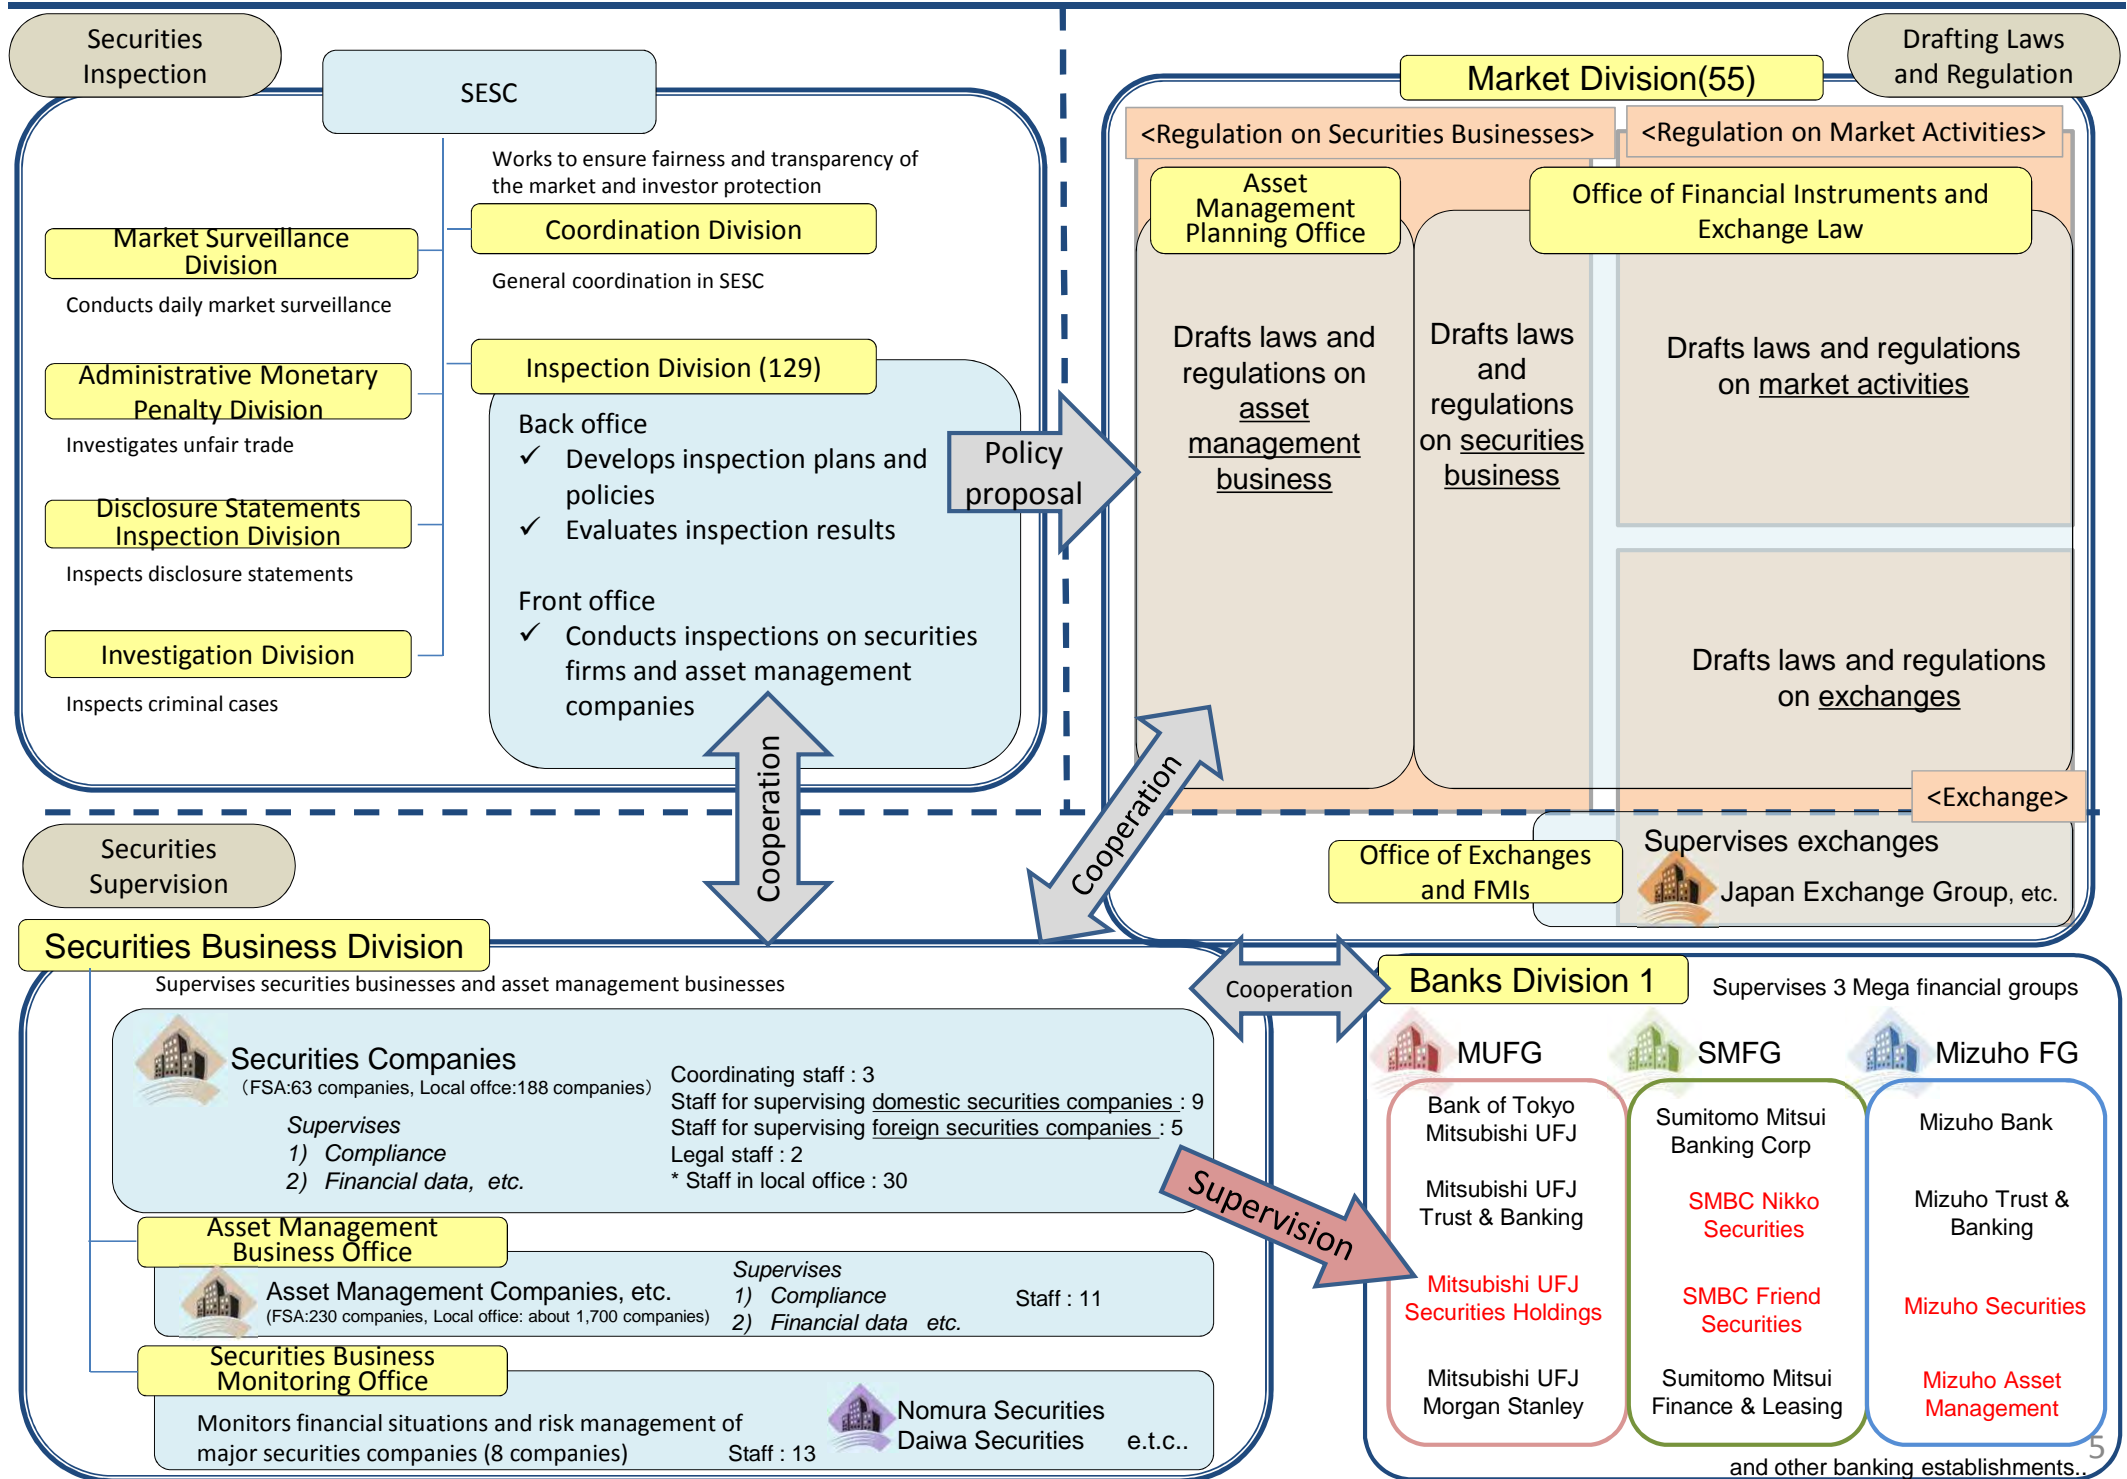 Securities
Inspection
SESC
Works to ensure fairness and transparency of
the market and investor protection
Coordination Division
General coordination in SESC
Market Surveillance
Division
Conducts daily market surveillance
Administrative Monetary
Penalty Division
Investigates unfair trade
Disclosure Statements
Inspection Division
Inspects disclosure statements
Investigation Division
Inspects criminal cases
Inspection Division (129)
Back office
✓ Develops inspection plans and
policies
✓ Evaluates inspection results
Front office
✓ Conducts inspections on securities
firms and asset management
companies
Policy
proposal
Drafting Laws
and Regulation
Market Division(55)
<Regulation on Securities Businesses>
<Regulation on Market Activities>
Asset
Management
Planning Office
Office of Financial Instruments and
Exchange Law
Drafts laws and
regulations on
asset
management
business
Drafts laws
and
regulations
on securities
business
Drafts laws and regulations
on market activities
Drafts laws and regulations
on exchanges
<Exchange>
Office of Exchanges
and FMIs
Supervises exchanges
Japan Exchange Group, etc.
Cooperation
Cooperation
Cooperation
Securities
Supervision
Securities Business Division
Supervises securities businesses and asset management businesses
Securities Companies
(FSA:63 companies, Local offce:188 companies)
Supervises
1) Compliance
2) Financial data, etc.
Coordinating staff : 3
Staff for supervising domestic securities companies : 9
Staff for supervising foreign securities companies : 5
Legal staff : 2
* Staff in local office : 30
Asset Management
Business Office
Asset Management Companies, etc.
(FSA:230 companies, Local office: about 1,700 companies)
Supervises
1) Compliance
2) Financial data etc.
Staff : 11
Securities Business
Monitoring Office
Monitors financial situations and risk management of
major securities companies (8 companies)
Staff : 13
Nomura Securities
Daiwa Securities e.t.c..
Supervision
Banks Division 1
Supervises 3 Mega financial groups
MUFG
Bank of Tokyo
Mitsubishi UFJ
Mitsubishi UFJ
Trust & Banking
Mitsubishi UFJ
Securities Holdings
Mitsubishi UFJ
Morgan Stanley
SMFG
Sumitomo Mitsui
Banking Corp
SMBC Nikko
Securities
SMBC Friend
Securities
Sumitomo Mitsui
Finance & Leasing
Mizuho FG
Mizuho Bank
Mizuho Trust &
Banking
Mizuho Securities
Mizuho Asset
Management
and other banking establishments..
5